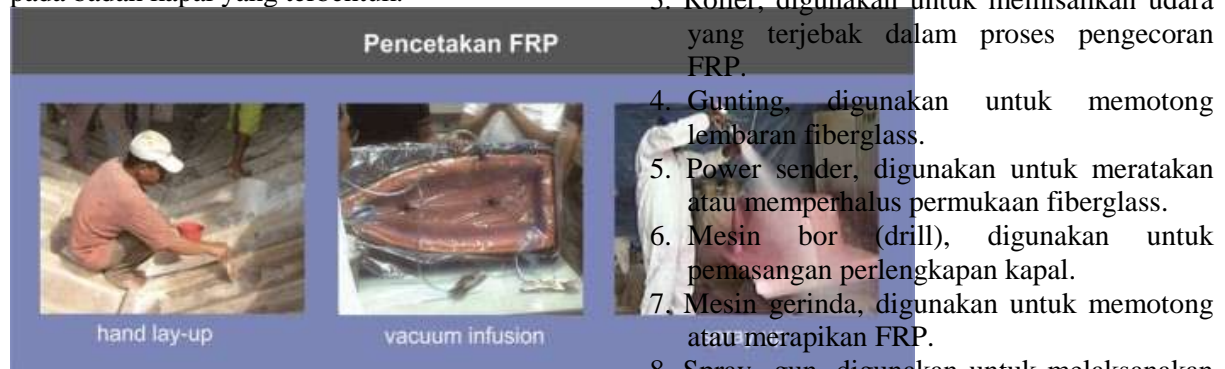 pada badan kapal yang terbentuk.
Pencetakan FRP
hand lay-up
vacuum infusion
3. Roller, digunakan untuk memisahkan udara
yang terjebak dalam proses pengecoran
FRP.
4. Gunting, digunakan untuk memotong
lembaran fiberglass.
5. Power sender, digunakan untuk meratakan
atau memperhalus permukaan fiberglass.
6. Mesin bor (drill), digunakan untuk
pemasangan perlengkapan kapal.
7. Mesin gerinda, digunakan untuk memotong
atau merapikan FRP.
8. Spray gun, digunakan untuk melaksanakan